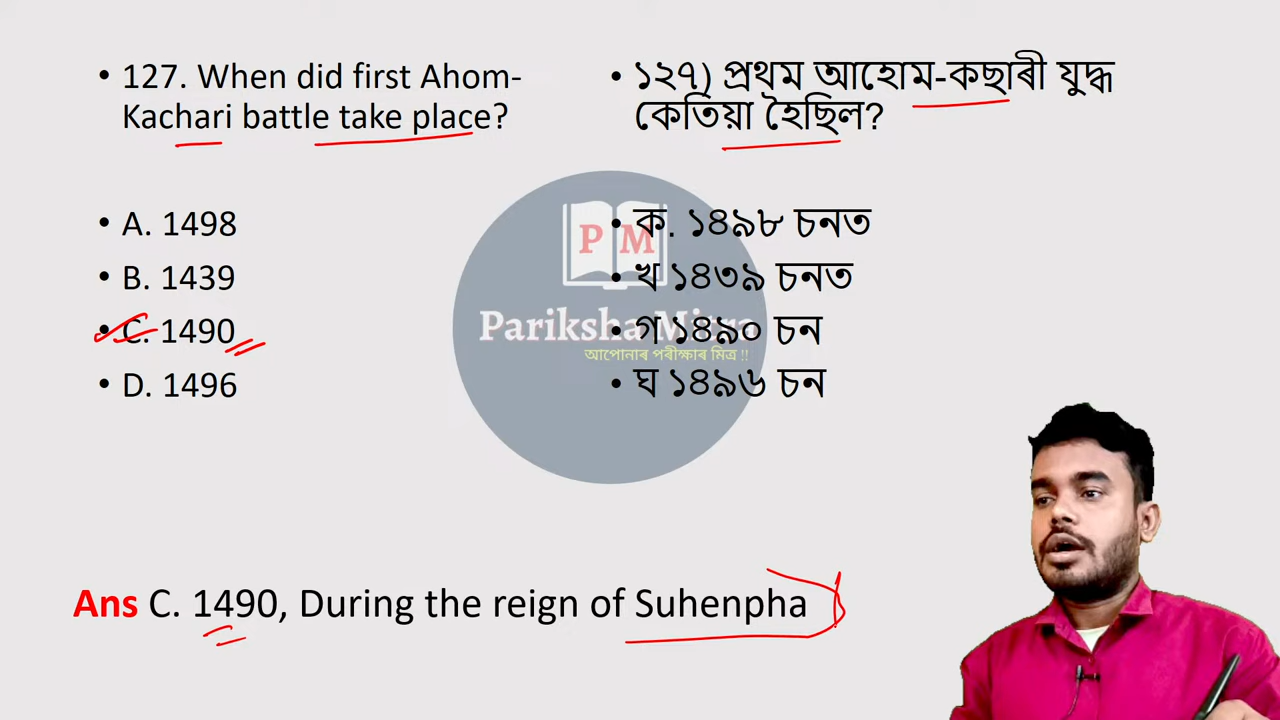 127. When did first Ahom-
Kachari battle take place?
A. 1498
B. 1439
C. 1490
D. 1496
১২৭) প্ৰথম আহোম-কছাৰী যুদ্ধ
কেতিয়া হৈছিল?
ক. ১৪৯৮ চনত
খ ১৪৩৯ চনত
গ ১৪৯০ চন
ঘ ১৪৯৬ চন
P M
Pariksha Mitra
আপোনাৰ পৰীক্ষাৰ মিত্ৰ !!
Ans C. 1490, During the reign of Suhenpha